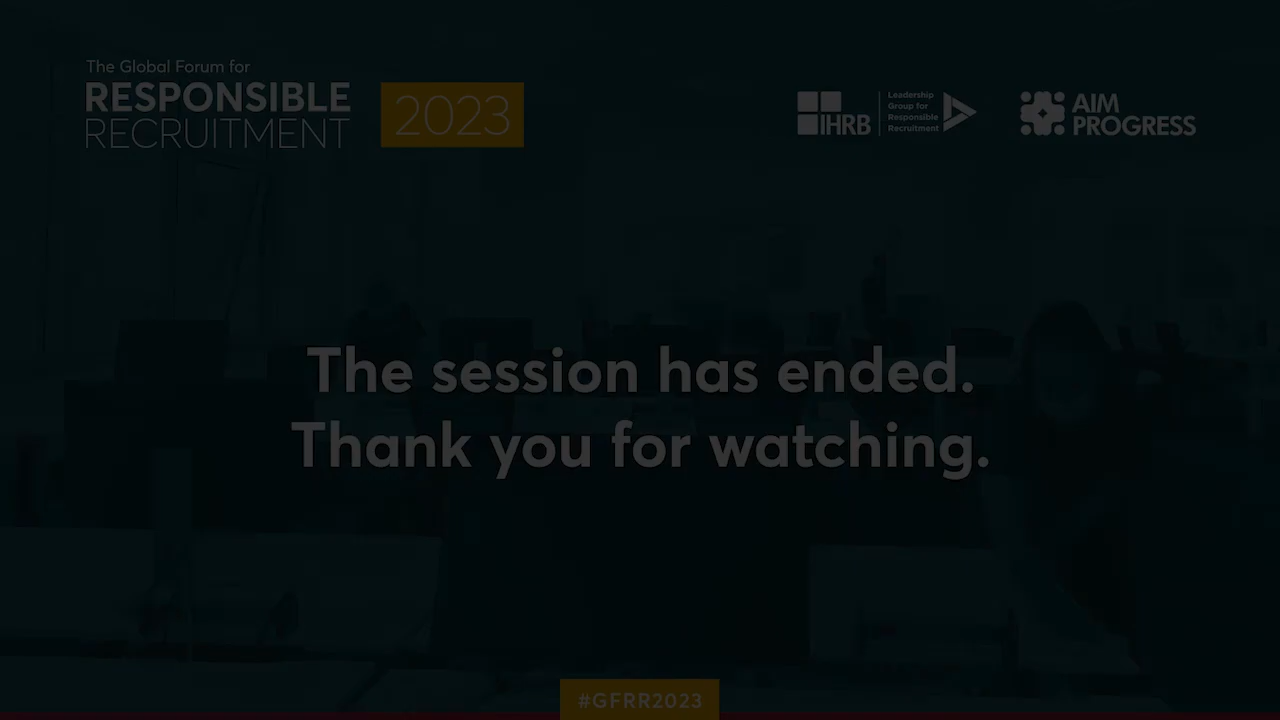 The Global Forum for
RESPONSIBLE
RECRUITMENT
2023
IHRB
Leadership
Group for
Responsible
Recruitment
AIM
PROGRESS
The session has ended.
Thank you for watching.
#GFRR2023